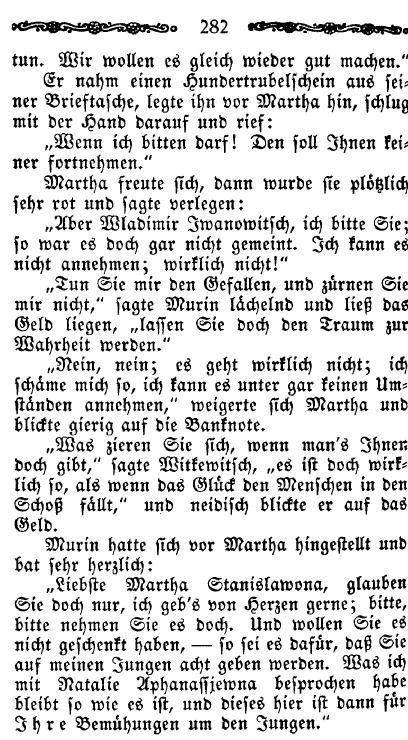 282
tun. Wir wollen es gleich wieder gut machen."
Er nahm einen Hundertrubelschein aus sei-
ner Brieftasche, legte ihn vor Martha hin, schlug
mit der Hand darauf und rief:
„Wenn ich bitten darf! Den soll Ihnen kei-
ner fortnehmen."
Martha freute sich, dann wurde sie plötzlich
sehr rot und sagte verlegen:
„Aber Wladimir Iwanowitsch, ich bitte Sie;
so war es doch gar nicht gemeint. Ich kann es
nicht annehmen; wirklich nicht!"
„Tun Sie mir den Gefallen, und zürnen Sie
mir nicht," sagte Murin lächelnd und ließ das
Geld liegen, „lassen Sie doch den Traum zur
Wahrheit werden."
„Nein, nein; es geht wirklich nicht; ich
schäme mich so, ich kann es unter gar keinen Um-
ständen annehmen," weigerte sich Martha und
blickte gierig auf die Banknote.
„Was zieren Sie sich, wenn man's Ihnen
doch gibt," sagte Witkewitsch, „es ist doch wirk-
lich so, als wenn das Glück den Menschen in den
Schoß fällt," und neidisch blickte er auf das
Geld.
Murin hatte sich vor Martha hingestellt und
bat sehr herzlich:
„Liebste Martha Stanislawona, glauben
Sie doch nur, ich geb's von Herzen gerne; bitte,
bitte nehmen Sie es doch. Und wollen Sie es
nicht geschenkt haben, — so sei es dafür, daß Sie
auf meinen Jungen acht geben werden. Was ich
mit Natalie Aphanassjewna besprochen habe
bleibt so wie es ist, und dieses hier ist dann für
Ihre Bemühungen um den Jungen."